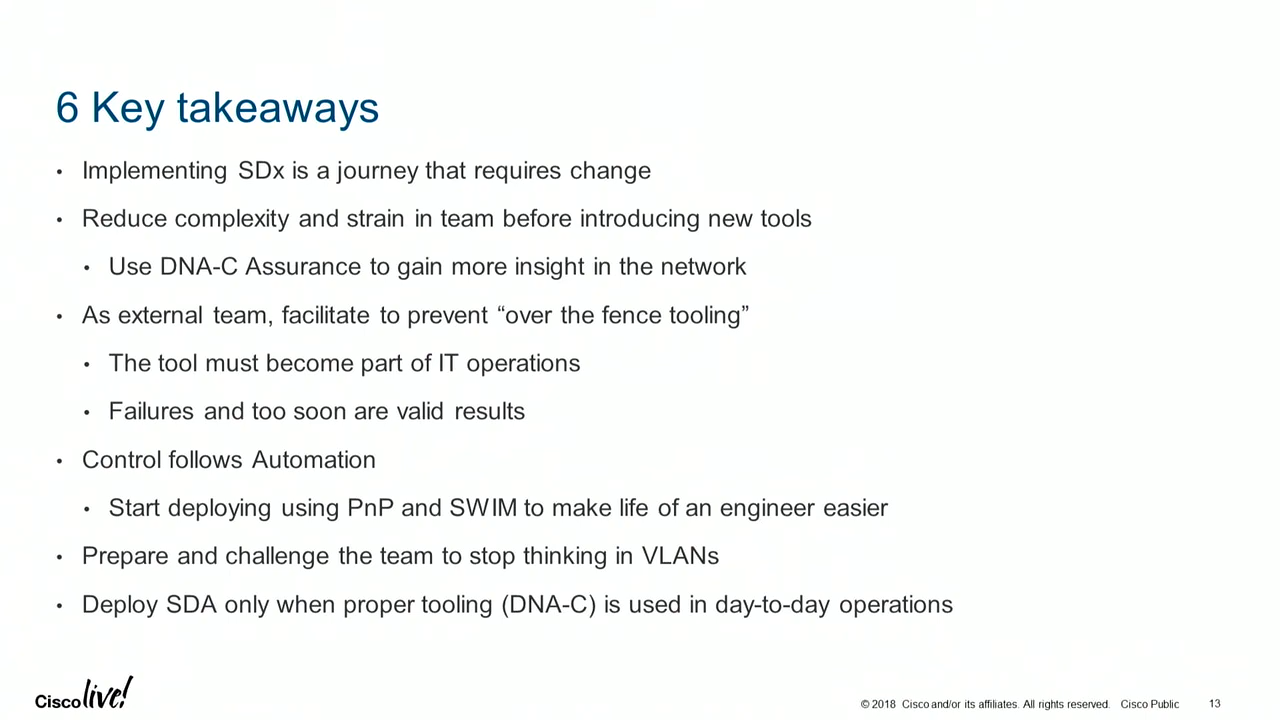 6 Key takeaways
• Implementing SDx is a journey that requires change
• Reduce complexity and strain in team before introducing new tools
• Use DNA-C Assurance to gain more insight in the network
• As external team, facilitate to prevent “over the fence tooling”
• The tool must become part of IT operations
• Failures and too soon are valid results
• Control follows Automation
• Start deploying using PnP and SWIM to make life of an engineer easier
• Prepare and challenge the team to stop thinking in VLANs
• Deploy SDA only when proper tooling (DNA-C) is used in day-to-day operations
Cisco live!
© 2018 Cisco and/or its affiliates. All rights reserved. Cisco Public 13